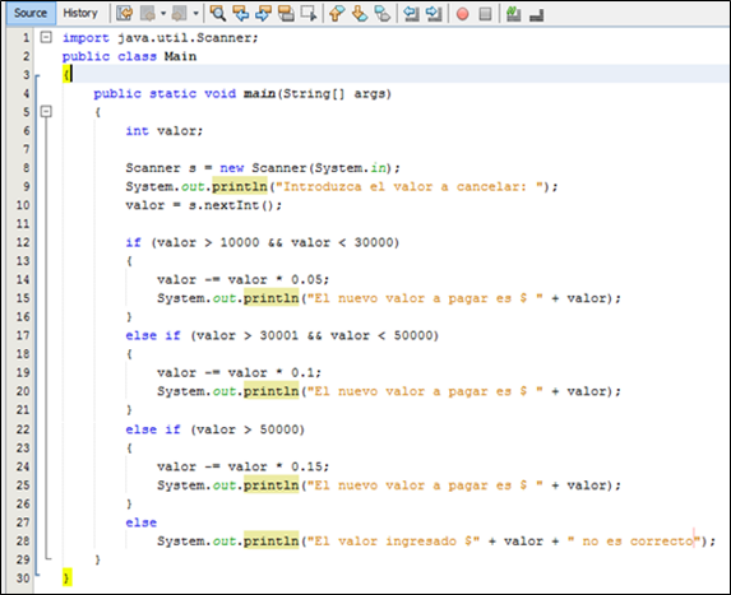 Source History
1 import java.util.Scanner;
2 public class Main
3 {
4 public static void main(String[] args)
5 {
6 int valor;
7
8 Scanner s = new Scanner(System.in);
9 System.out.println("Introduzca el valor a cancelar: ");
10 valor = s.nextInt();
11
12 if (valor > 10000 && valor < 30000)
13 {
14 valor -= valor * 0.05;
15 System.out.println("El nuevo valor a pagar es $ " + valor);
16 }
17 else if (valor > 30001 && valor < 50000)
18 {
19 valor -= valor * 0.1;
20 System.out.println("El nuevo valor a pagar es $ " + valor);
21 }
22 else if (valor > 50000)
23 {
24 valor -= valor * 0.15;
25 System.out.println("El nuevo valor a pagar es $ " + valor);
26 }
27 else
28 System.out.println("El valor ingresado $" + valor + " no es correcto");
29 }
30 }